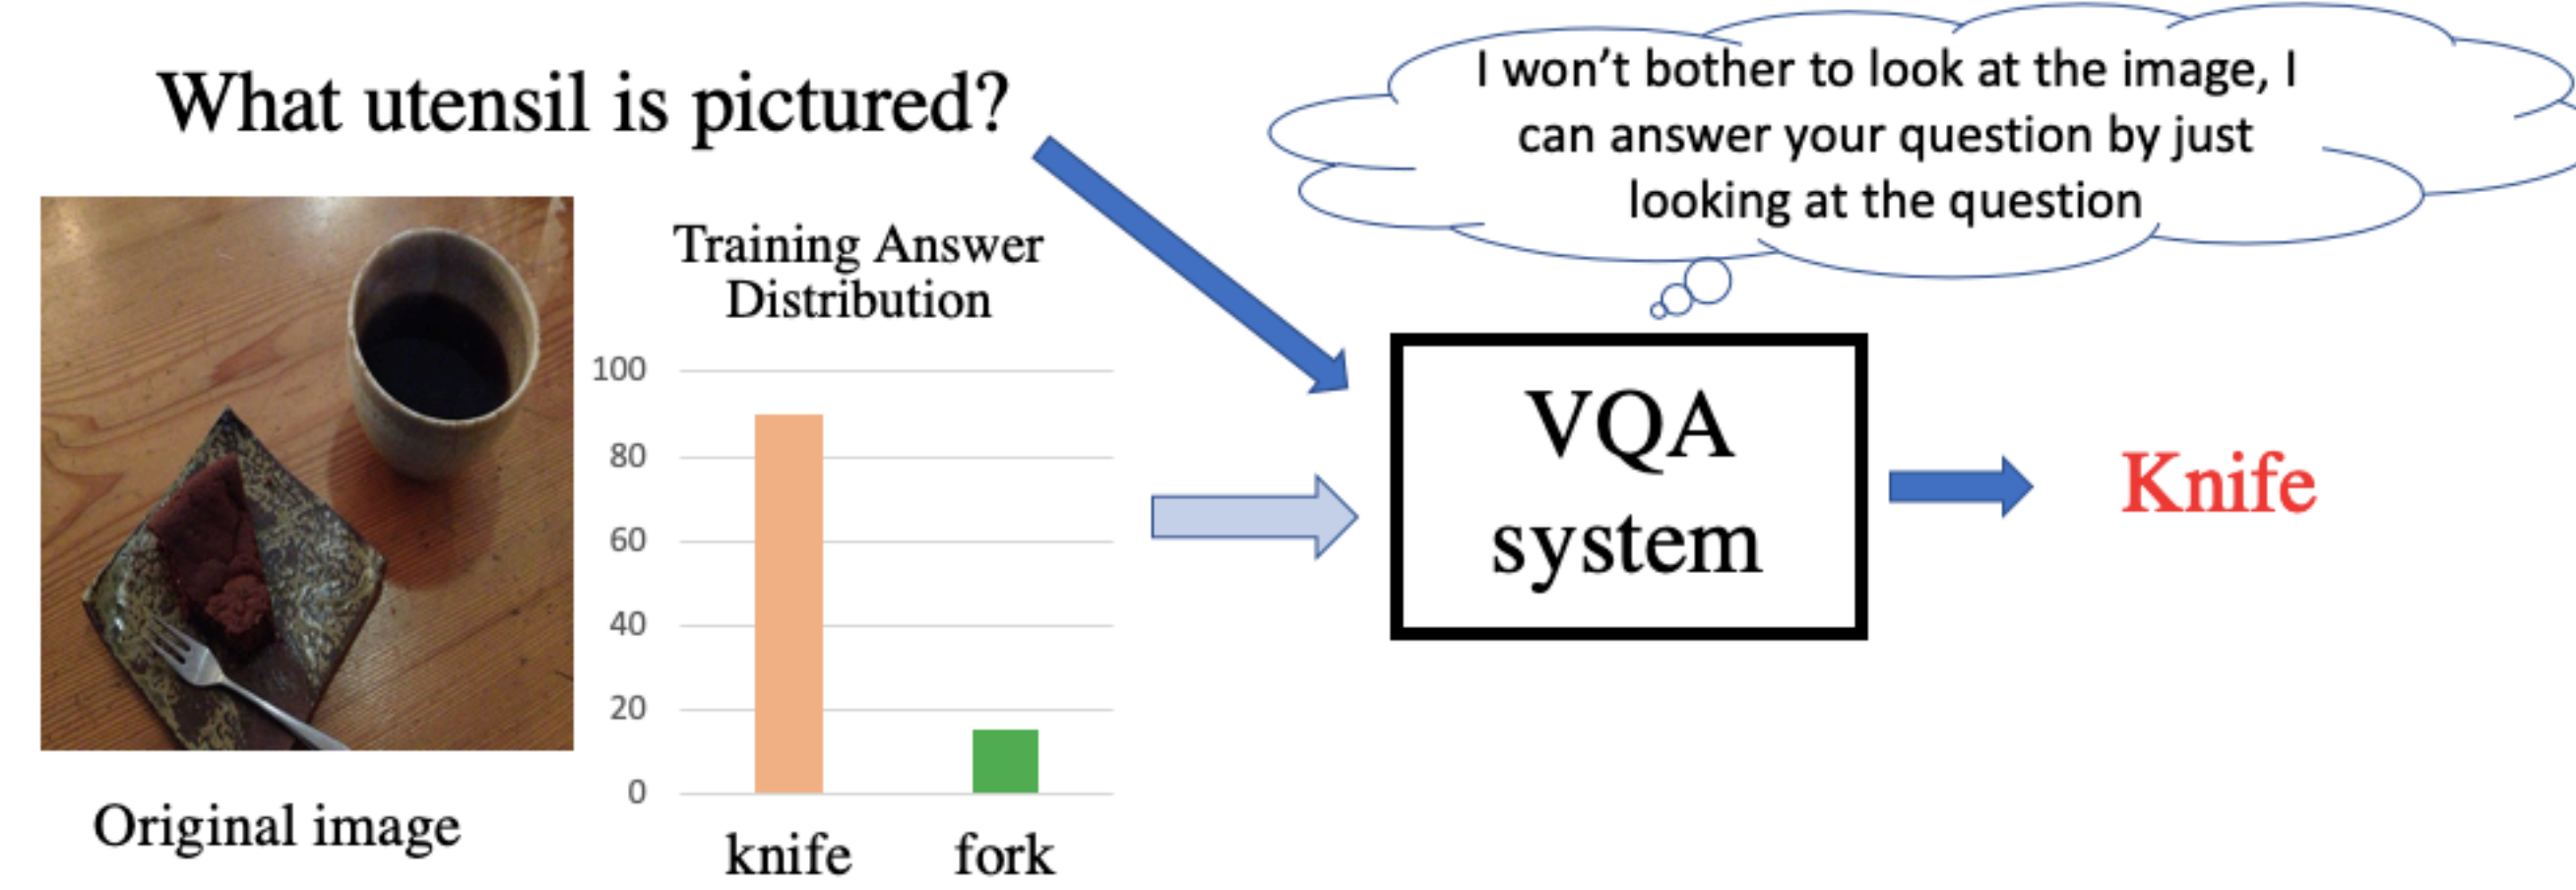 What utensil is pictured?
I won’t bother to look at the image, I
can answer your question by just
looking at the question
Training Answer
Distribution
100
80
60
40
20
0
knife
fork
Original image
VQA
system
Knife